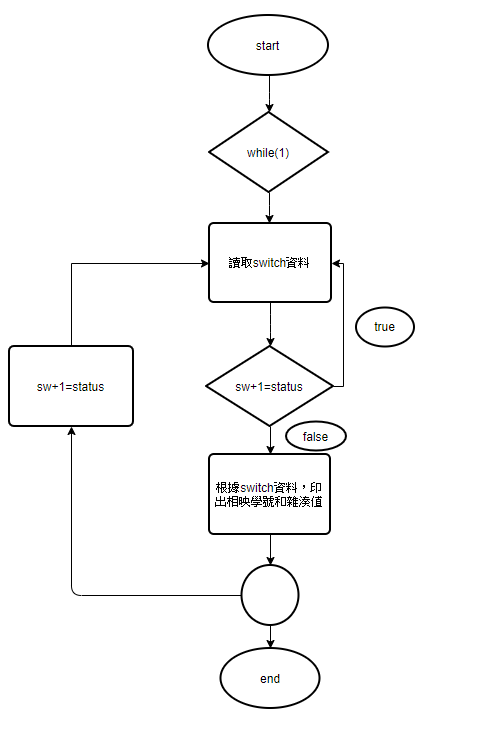 start
while(1)
讀取switch資料
true
sw+1=status
sw+1=status
false
根據switch資料，印
出相映學號和雜湊值
end